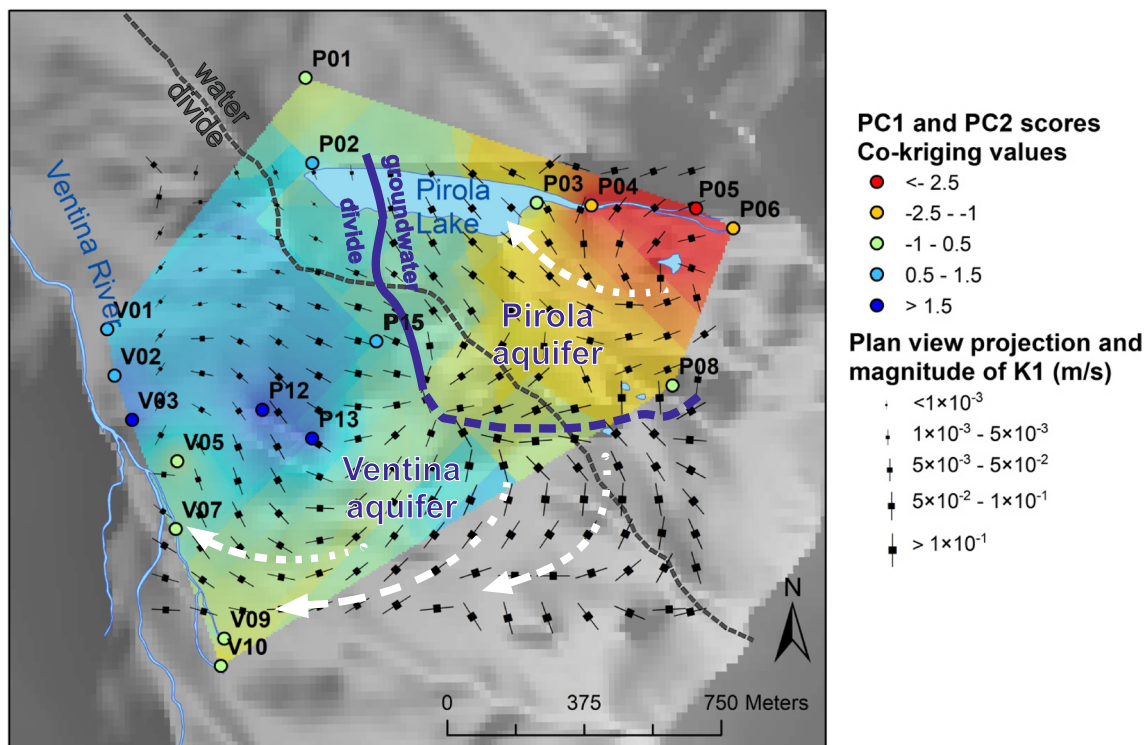 P01
water
divide
P02
groundwater
divide
Pirola
Lake
P03
P04
P05
P06
Ventina River
V01
V02
V03
P15
Pirola
aquifer
P08
P12
P13
V05
Ventina
aquifer
V07
V09
V10
N
0
375
750 Meters
PC1 and PC2 scores
Co-kriging values
<- 2.5
-2.5 - -1
-1 - 0.5
0.5 - 1.5
> 1.5
Plan view projection and
magnitude of K1 (m/s)
<1×10⁻³
1×10⁻³ - 5×10⁻³
5×10⁻³ - 5×10⁻²
5×10⁻² - 1×10⁻¹
> 1×10⁻¹